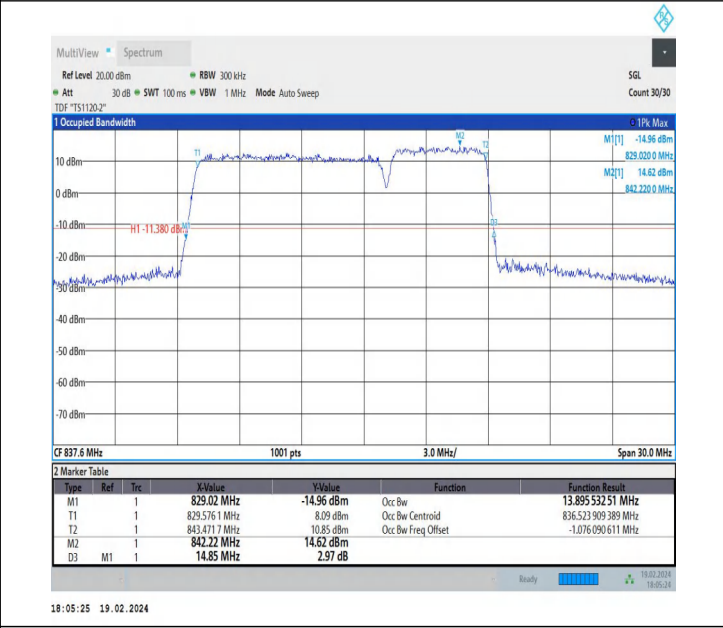 R&S
MultiView Spectrum
Ref Level 20.00 dBm RBW 300 kHz SGL
Att 30 dB SWT 100 ms VBW 1 MHz Mode Auto Sweep Count 30/30
TDF "TS1120-2"
1 Occupied Bandwidth 1Pk Max
M1[1] -14.96 dBm
829.020 0 MHz
M2[1] 14.62 dBm
842.220 0 MHz
M2
T1
T2
10 dBm
0 dBm
-10 dBm
H1 -11.380 dBm
M1
D3
-20 dBm
-30 dBm
-40 dBm
-50 dBm
-60 dBm
-70 dBm
CF 837.6 MHz 1001 pts 3.0 MHz/ Span 30.0 MHz
2 Marker Table
Type Ref Trc X-Value Y-Value Function Function Result
M1 1 829.02 MHz -14.96 dBm Occ Bw 13.895 532 51 MHz
T1 1 829.576 1 MHz 8.09 dBm Occ Bw Centroid 836.523 909 389 MHz
T2 1 843.471 7 MHz 10.85 dBm Occ Bw Freq Offset -1.076 090 611 MHz
M2 1 842.22 MHz 14.62 dBm
D3 M1 1 14.85 MHz 2.97 dB
Ready 19.02.2024
18:05:24
18:05:25 19.02.2024